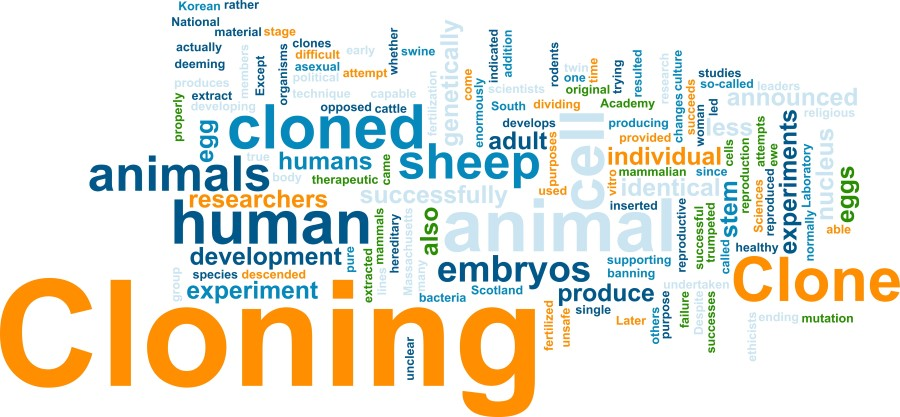 Korean rather
National
material stage
actually
clones
difficult
early
whether
swine
indicated
addition
rodents
twin
one
time
trying
resulted
research
culture
studies
so-called
leaders
deeming
members
Except
organisms
asexual
political
attempt
genetically
come
enormously
scientists
original
changes
succeeds
announced
produces
extract
technique
capable
fertilization
South
dividing
Academy
woman
led
religious
properly
developing
opposed
cattle
develops
producing
less
egg
cloned
adult
cell
provided
cells
attempts
experiments
nucleus
true
humans
came
sheep
purposes
individual
ewe
animals
body
therapeutic
vitro
mammalian
since
reproduction
Laboratory
eggs
researchers
successfully
used
identical
stem
Sciences
reproduced
human
also
animal
inserted
reproductive
successful
trumpeted
normally
able
development
pure
extracted
mammals
hereditary
Massachusetts
many
embryos
supporting
banning
called
healthy
group
species
descended
lines
Scotland
Clone
experiment
bacteria
produce
undertaken
Cloning
single
fertilized
unsafe
Later
others
purpose
failure
Despite
successes
ethicists
ending
mutation
unclear